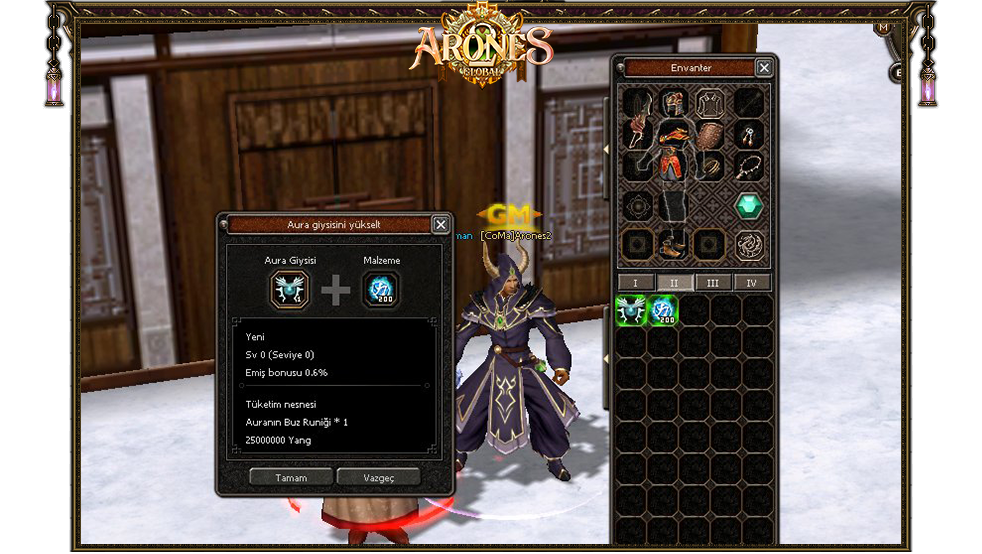 ARONES
2
GLOBAL
M
Envanter
GM
[CoMa]Arones2
Aura giysisini yükselt
Aura Giysisi
Malzeme
200
Yeni
Sv 0 (Seviye 0)
Emiş bonusu 0.6%
Tüketim nesnesi
Auranın Buz Runiği * 1
25000000 Yang
Tamam
Vazgeç
I II III IV
200